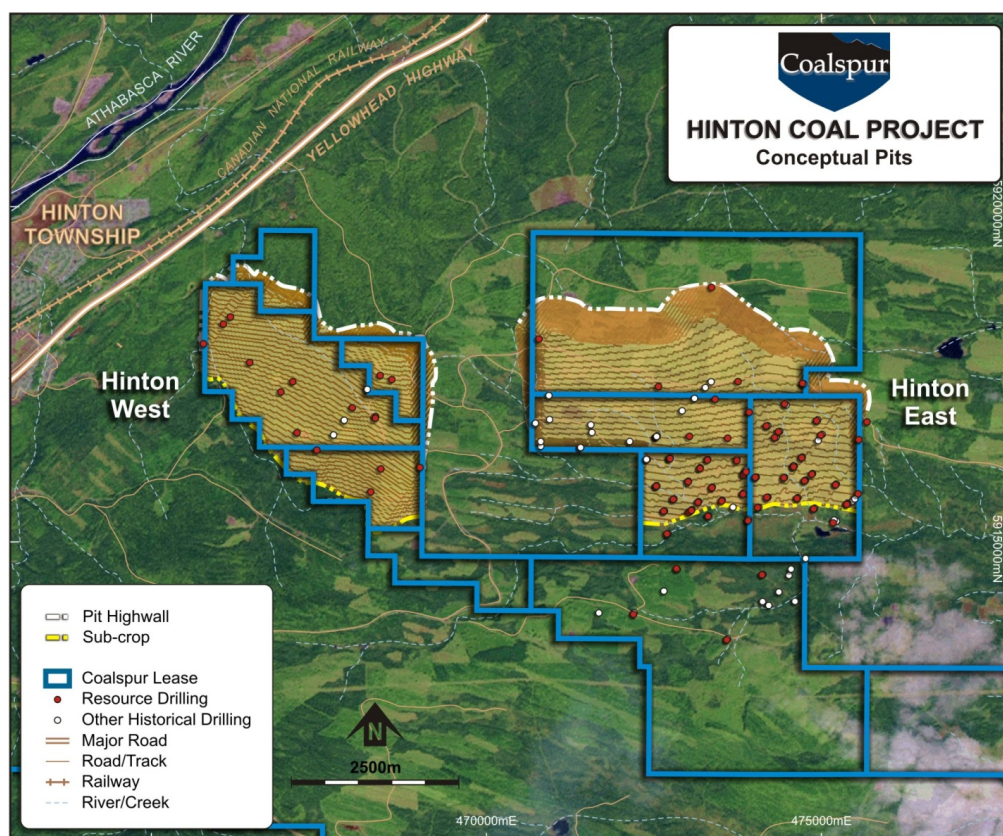 Coalspur
HINTON COAL PROJECT
Conceptual Pits
ATHABASCA RIVER
CANADIAN NATIONAL RAILWAY
YELLOWHEAD HIGHWAY
HINTON
TOWNSHIP
5920000mN
Hinton
West
Hinton
East
5915000mN
Pit Highwall
Sub-crop
Coalspur Lease
Resource Drilling
Other Historical Drilling
Major Road
Road/Track
Railway
River/Creek
N
2500m
470000mE
475000mE